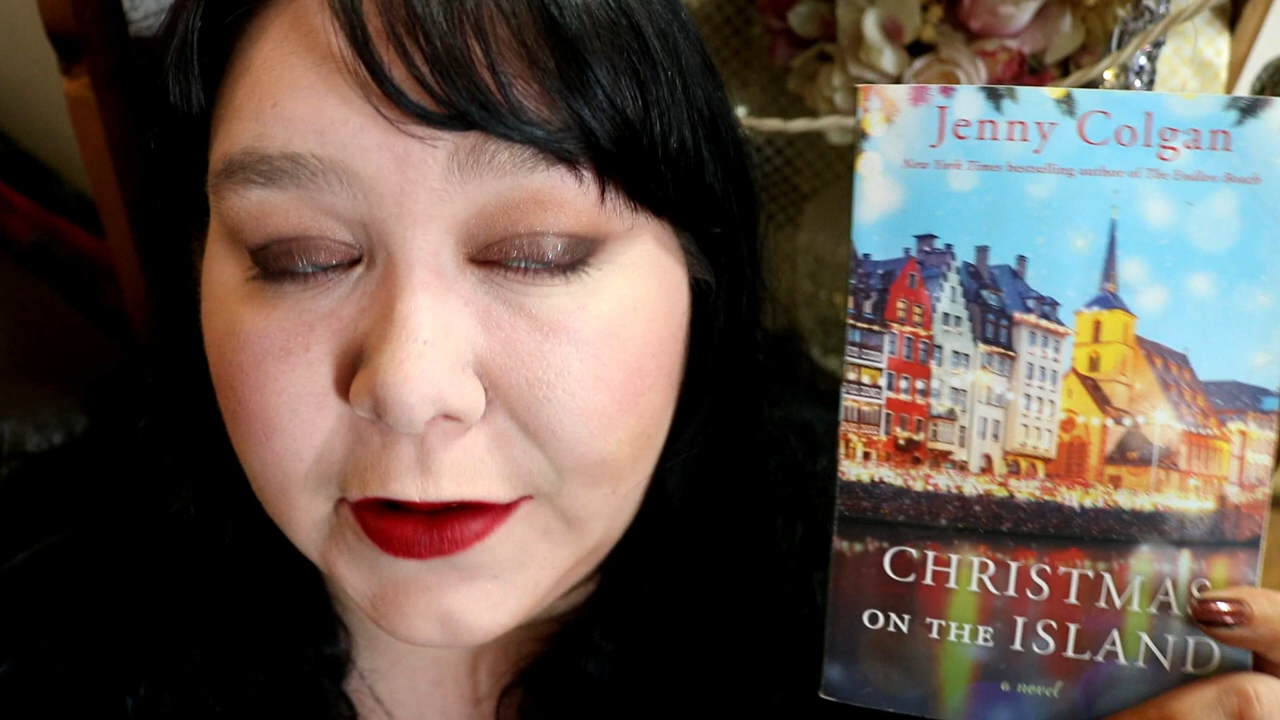 Jenny Colgan
New York Times bestselling author of The Endless Beach
CHRISTMAS
ON THE ISLAND
a novel